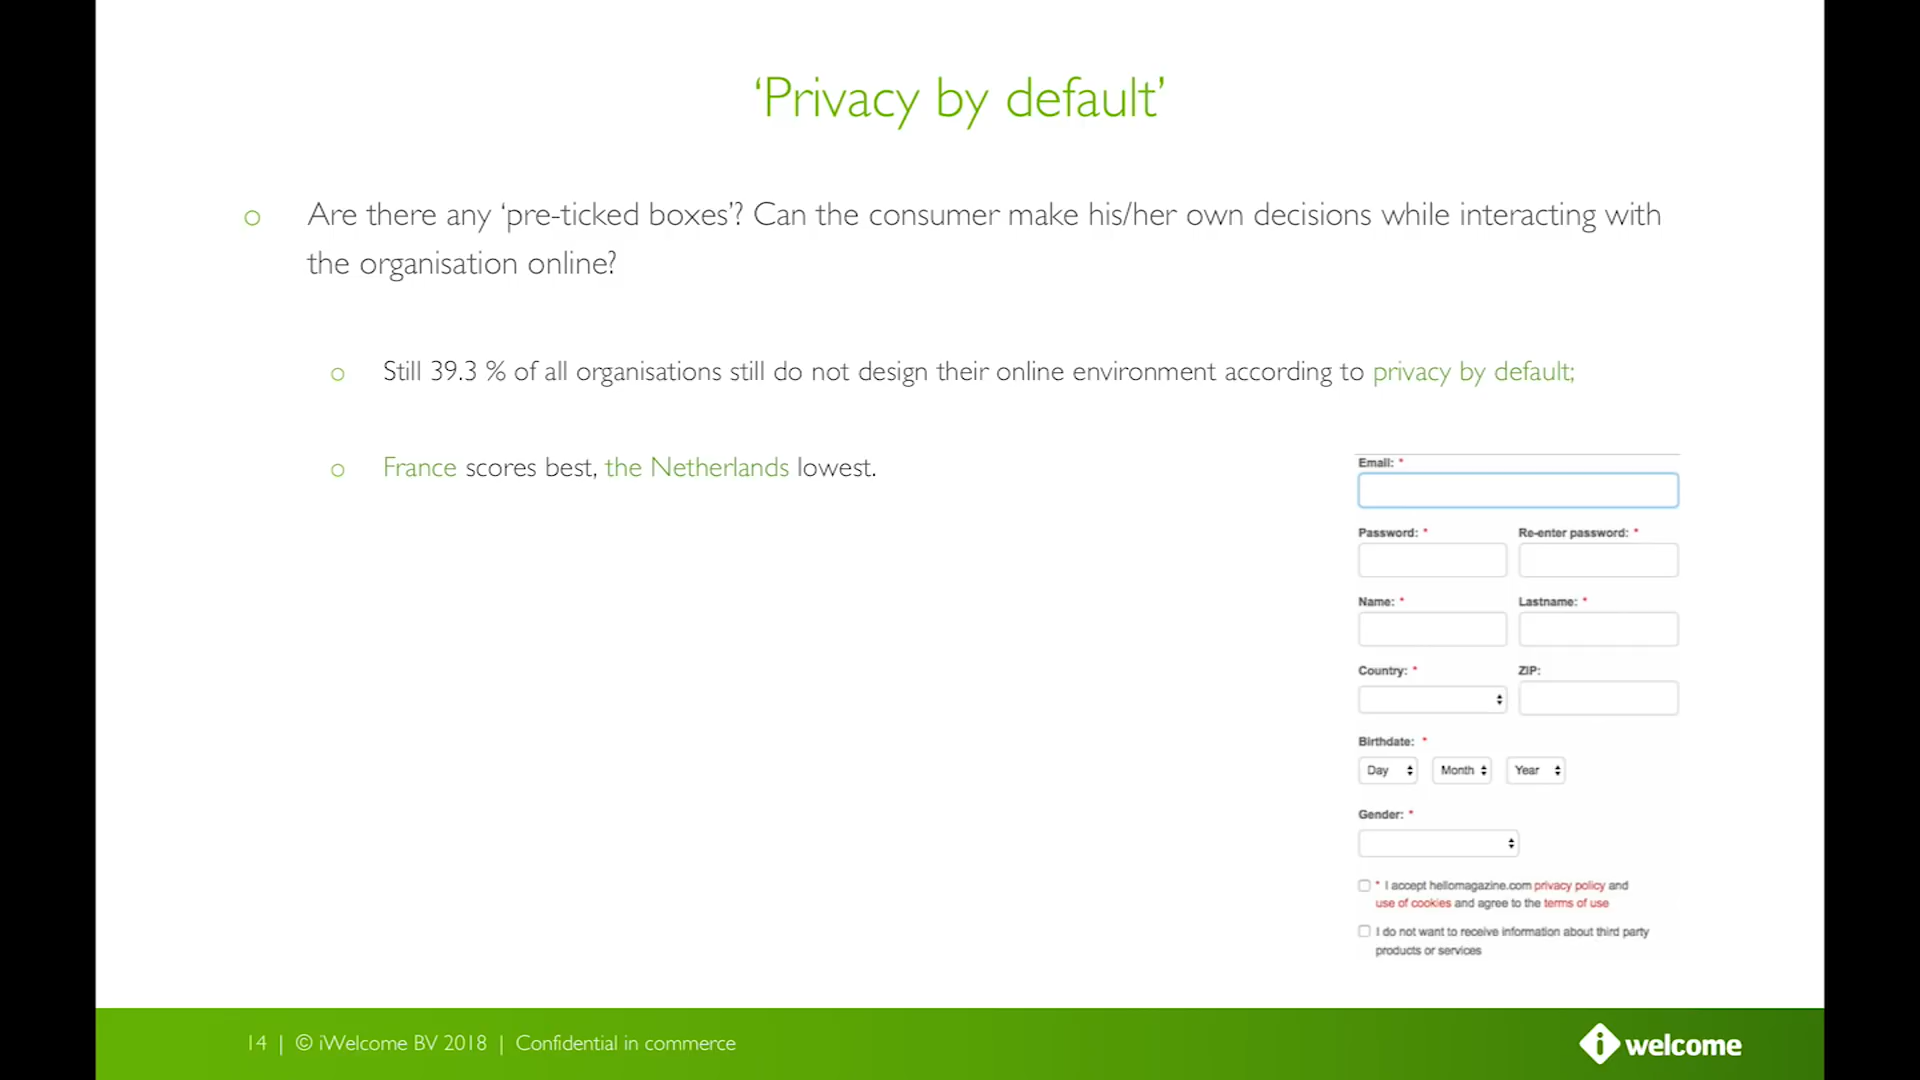 ‘Privacy by default’
o Are there any ‘pre-ticked boxes’? Can the consumer make his/her own decisions while interacting with
the organisation online?
o Still 39.3 % of all organisations still do not design their online environment according to privacy by default;
o France scores best, the Netherlands lowest.
Email: *
Password: * Re-enter password: *
Name: * Lastname: *
Country: * ZIP:
Birthdate: *
Day Month Year
Gender: *
* I accept hellomagazine.com privacy policy and
use of cookies and agree to the terms of use
I do not want to receive information about third party
products or services
14 | © iWelcome BV 2018 | Confidential in commerce
i welcome